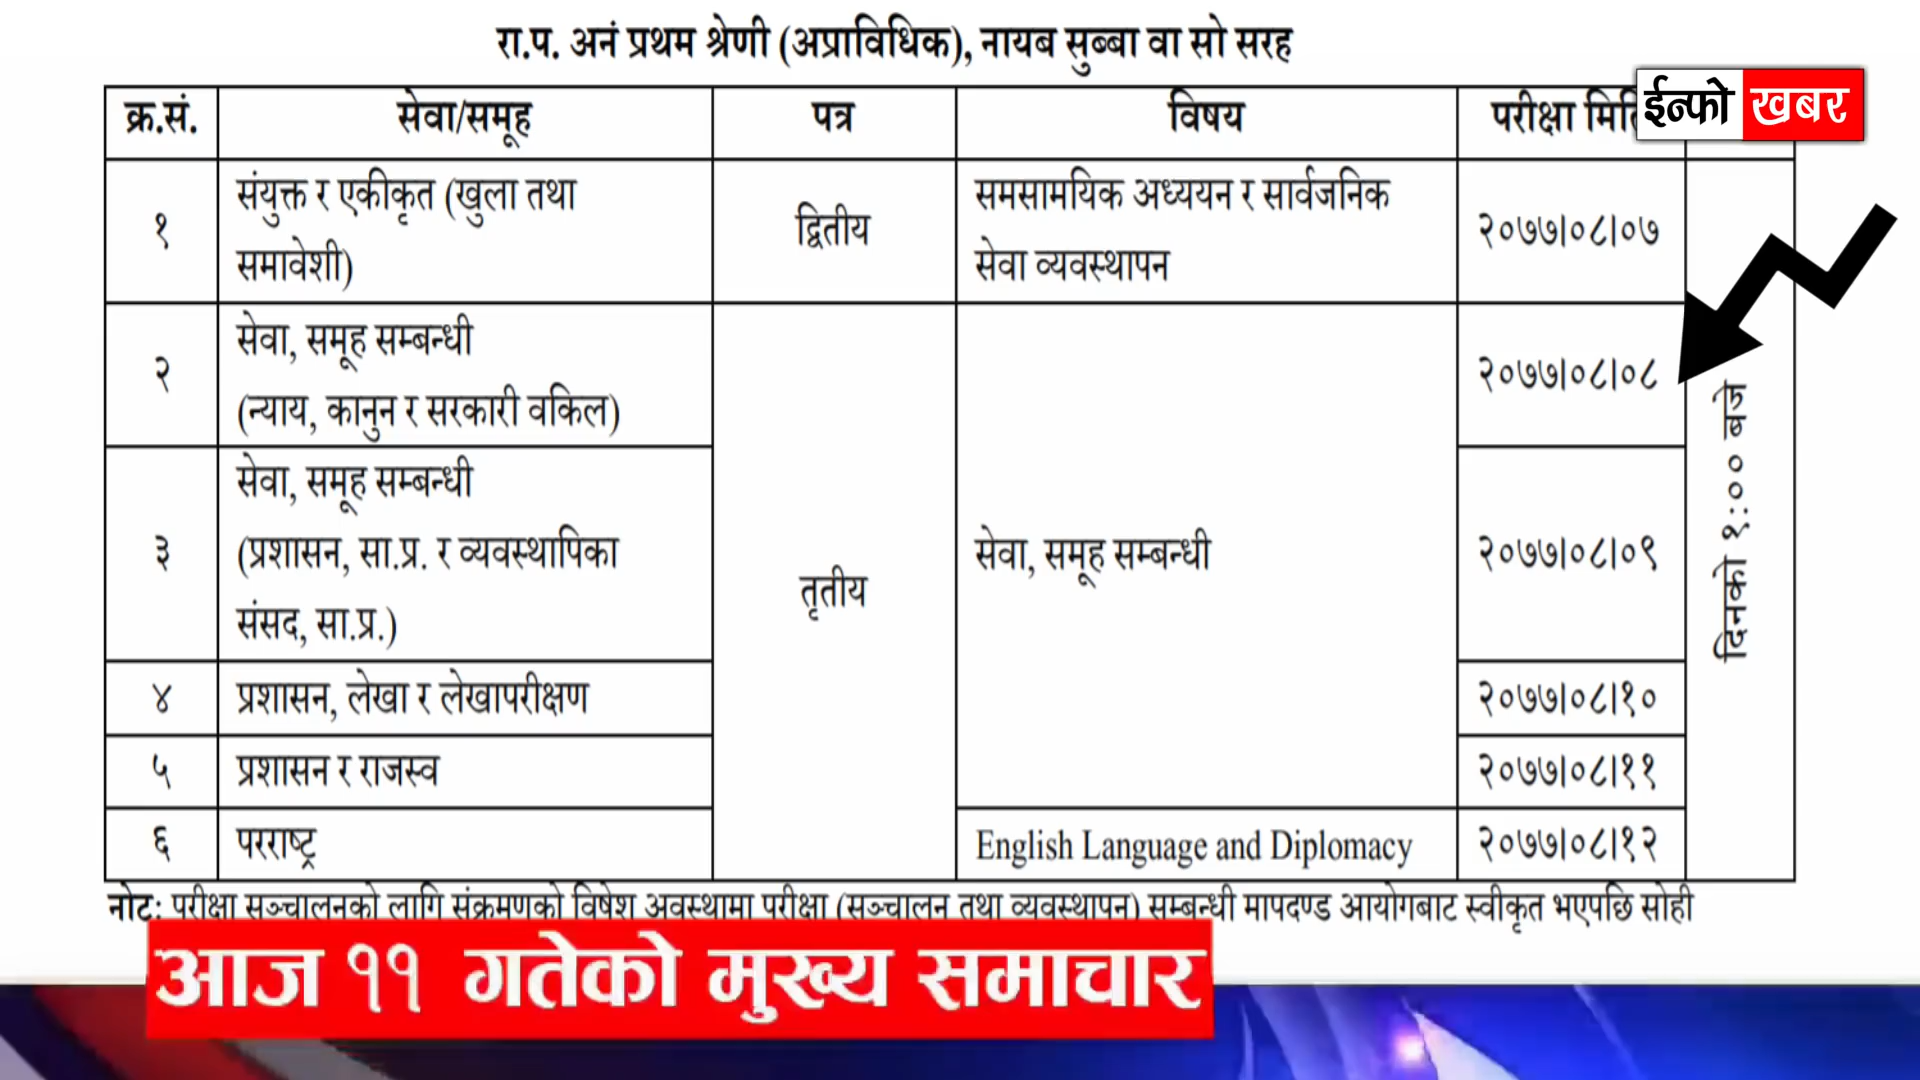 रा.प. अनं प्रथम श्रेणी (अप्राविधिक), नायब सुब्बा वा सो सरह
ईन्फो खबर
क्र.सं. सेवा/समूह पत्र विषय परीक्षा
१ संयुक्त र एकीकृत (खुला तथा समावेशी) द्वितीय समसामयिक अध्ययन र सार्वजनिक सेवा व्यवस्थापन २०७७।०८।०७
२ सेवा, समूह सम्बन्धी
(न्याय, कानुन र सरकारी वकिल) २०७७।०८।०८
३ सेवा, समूह सम्बन्धी
(प्रशासन, सा.प्र. र व्यवस्थापिका
संसद, सा.प्र.) तृतीय सेवा, समूह सम्बन्धी २०७७।०८।०९
दिनको १:०० बजे
४ प्रशासन, लेखा र लेखापरीक्षण २०७७।०८।१०
५ प्रशासन र राजस्व २०७७।०८।११
६ परराष्ट्र English Language and Diplomacy २०७७।०८।१२
नोट: परीक्षा सञ्चालनको लागि संक्रमणको विषेश अवस्थामा परीक्षा (सञ्चालन तथा व्यवस्थापन) सम्बन्धी मापदण्ड आयोगबाट स्वीकृत भएपछि सोही
आज ११ गतेको मुख्य समाचार